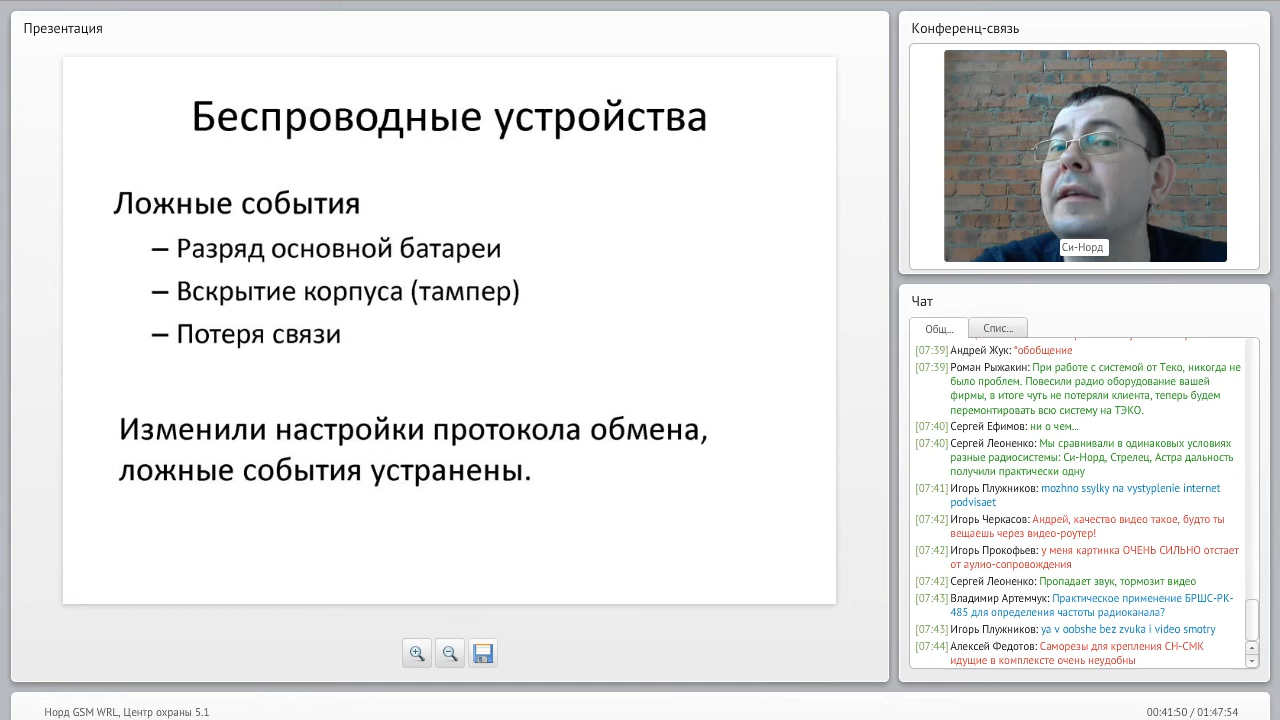 Презентация
Беспроводные устройства
Ложные события
– Разряд основной батареи
– Вскрытие корпуса (тампер)
– Потеря связи
Изменили настройки протокола обмена,
ложные события устранены.
Норд GSM WRL, Центр охраны 5.1
Конференц-связь
Си-Норд
Чат
Общ...
Спис...
[07:39] Андрей Жук: *обобщение
[07:39] Роман Рыжакин: При работе с системой от Теко, никогда не
было проблем. Повесили радио оборудование вашей
фирмы, в итоге чуть не потеряли клиента, теперь будем
перемонтировать всю систему на ТЭКО.
[07:40] Сергей Ефимов: ни о чем...
[07:40] Сергей Леоненко: Мы сравнивали в одинаковых условиях
разные радиосистемы: Си-Норд, Стрелец, Астра дальность
получили практически одну
[07:41] Игорь Плужников: mozhno ssylky na vystyplenie internet
podvisaet
[07:42] Игорь Черкасов: Андрей, качество видео такое, будто ты
вещаешь через видео-роутер!
[07:42] Игорь Прокофьев: у меня картинка ОЧЕНЬ СИЛЬНО отстает
от аулио-сопровождения
[07:42] Сергей Леоненко: Пропадает звук, тормозит видео
[07:43] Владимир Артемчук: Практическое применение БРШС-РК-
485 для определения частоты радиоканала?
[07:43] Игорь Плужников: ya v oobshe bez zvuka i video smotry
[07:44] Алексей Федотов: Саморезы для крепления СН-СМК
идущие в комплекте очень неудобны
00:41:50 / 01:47:54